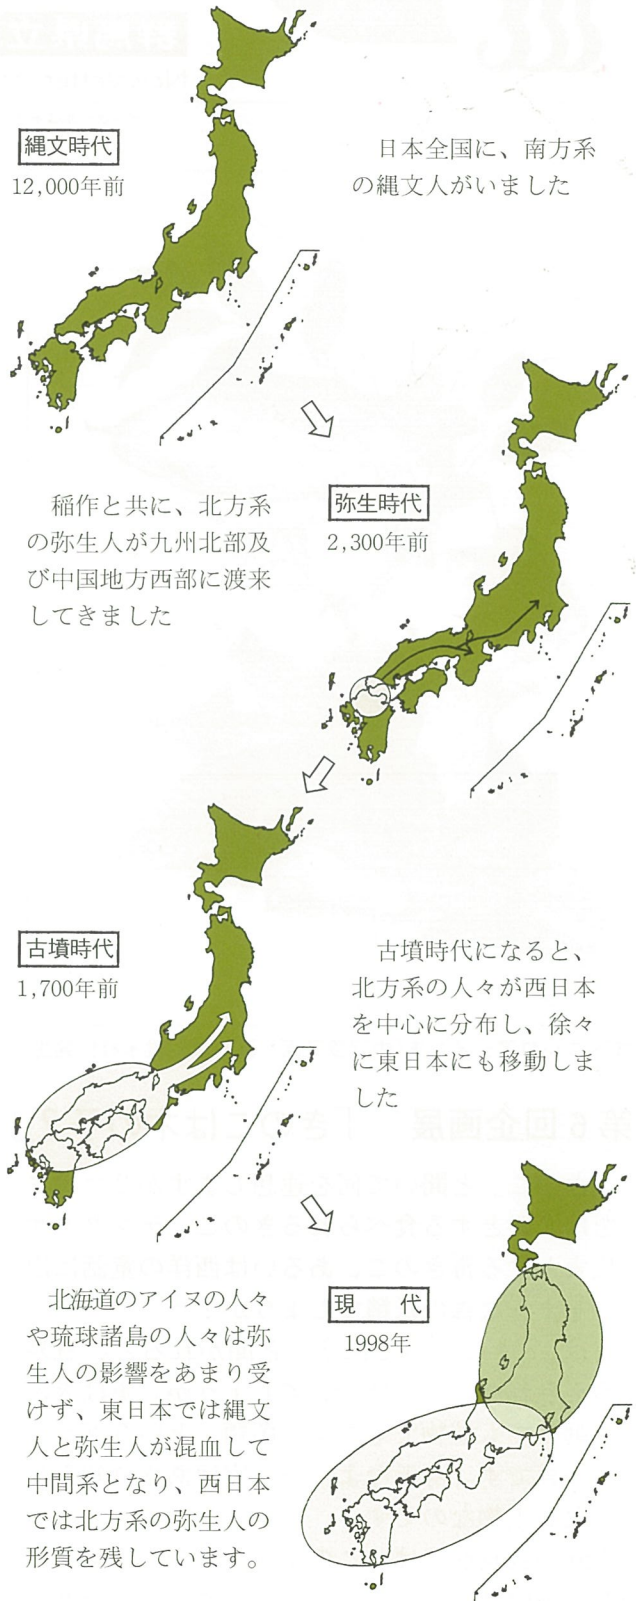 縄文時代
12,000年前
日本全国に、南方系
の縄文人がいました
稲作と共に、北方系
の弥生人が九州北部及
び中国地方西部に渡来
してきました
弥生時代
2,300年前
古墳時代
1,700年前
古墳時代になると、
北方系の人々が西日本
を中心に分布し、徐々
に東日本にも移動しま
した
北海道のアイヌの人々
や琉球諸島の人々は弥
生人の影響をあまり受
けず、東日本では縄文
人と弥生人が混血して
中間系となり、西日本
では北方系の弥生人の
形質を残しています。
現　代
1998年